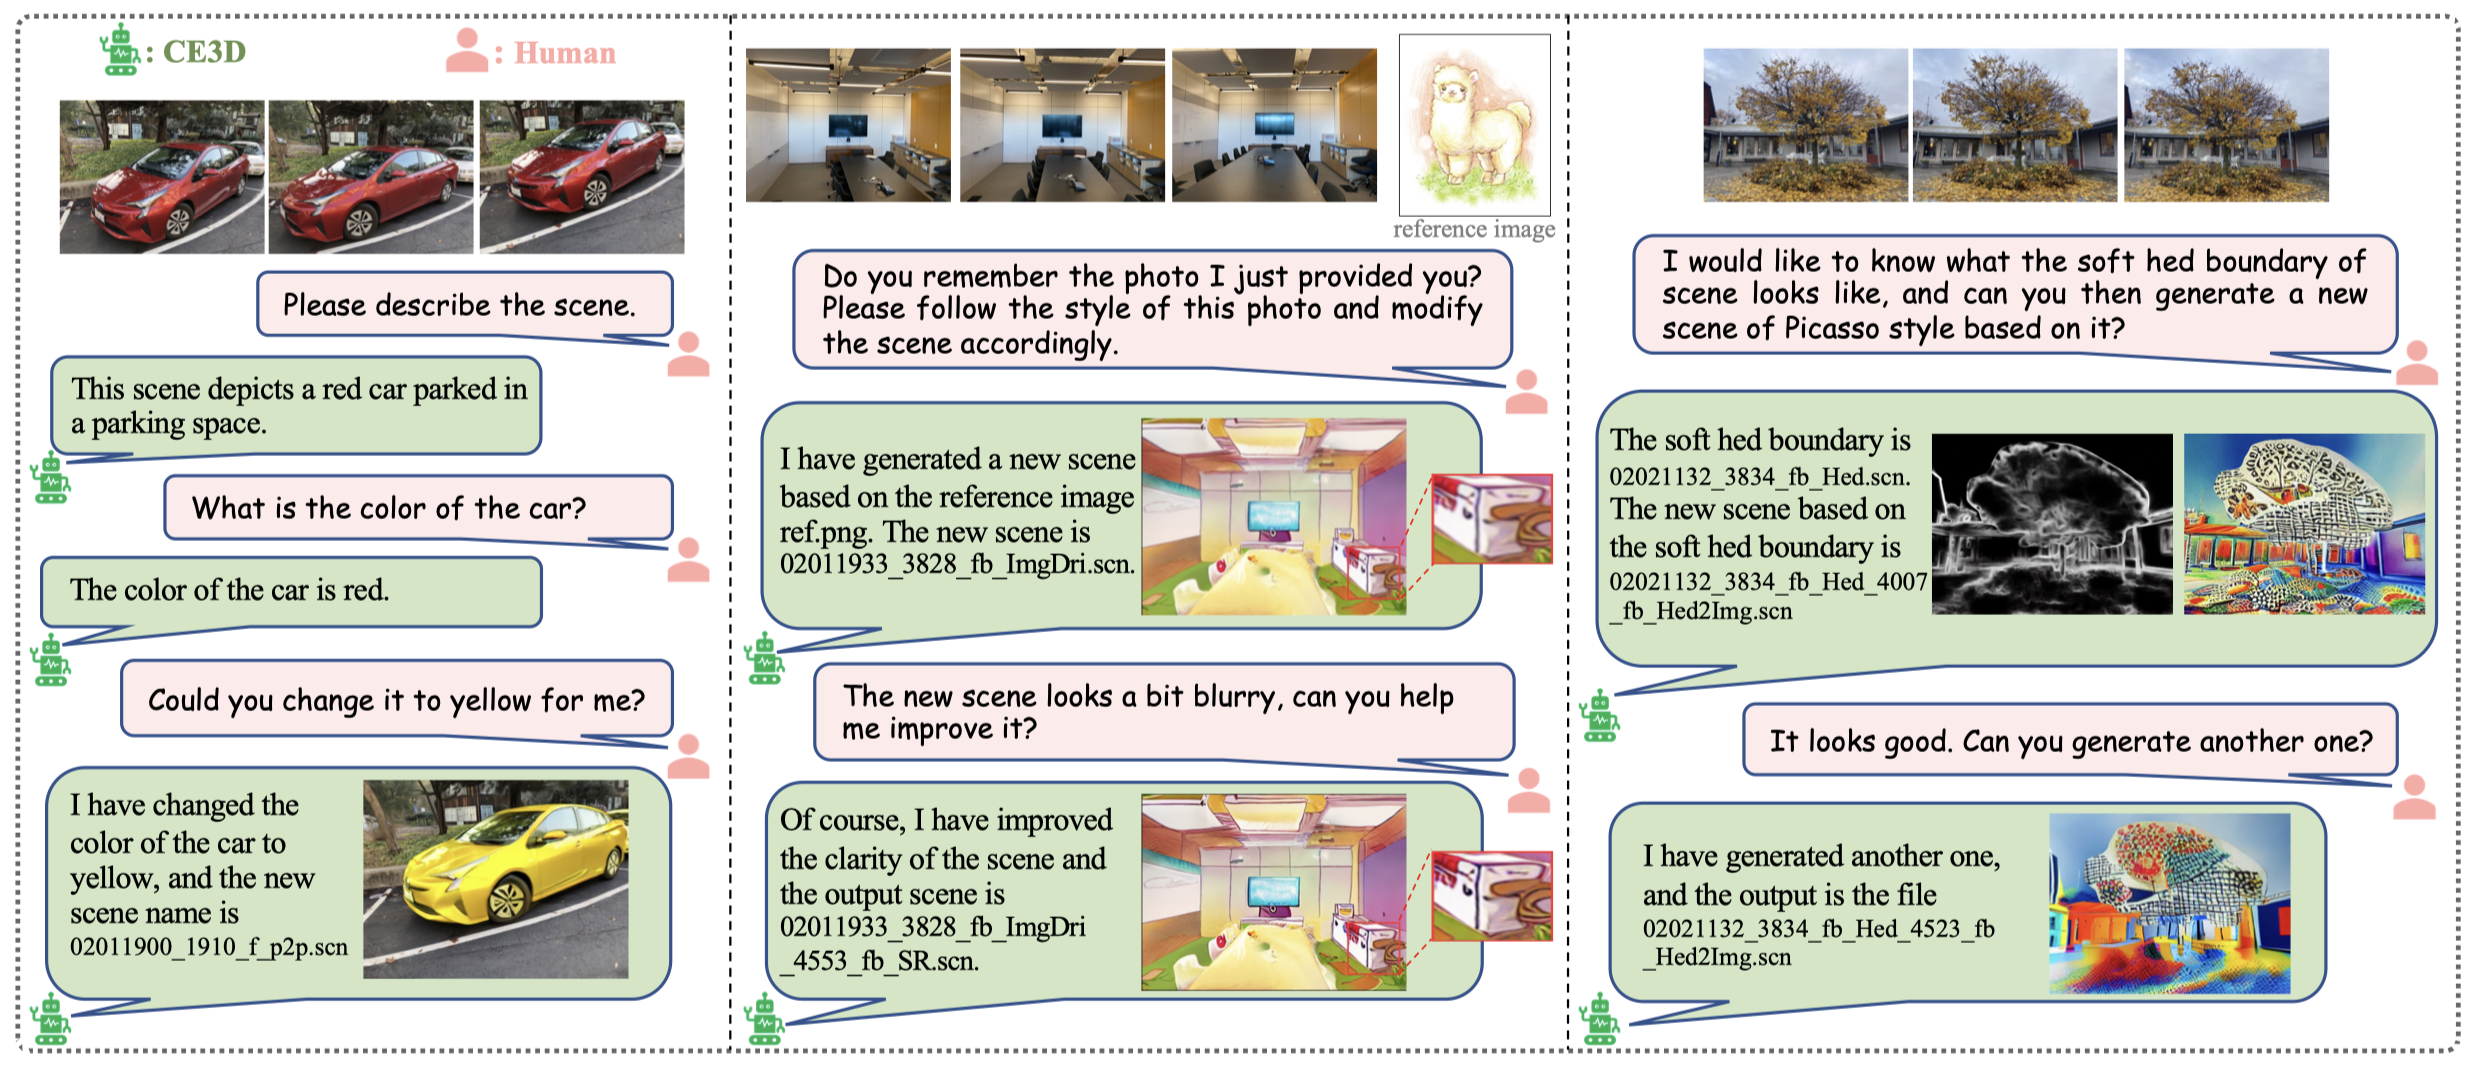 : CE3D
: Human
Please describe the scene.
This scene depicts a red car parked in
a parking space.
What is the color of the car?
The color of the car is red.
Could you change it to yellow for me?
I have changed the
color of the car to
yellow, and the new
scene name is
02011900_1910_f_p2p.scn
reference image
Do you remember the photo I just provided you?
Please follow the style of this photo and modify
the scene accordingly.
I have generated a new scene
based on the reference image
ref.png. The new scene is
02011933_3828_fb_ImgDri.scn.
The new scene looks a bit blurry, can you help
me improve it?
Of course, I have improved
the clarity of the scene and
the output scene is
02011933_3828_fb_ImgDri
_4553_fb_SR.scn.
I would like to know what the soft hed boundary of
scene looks like, and can you then generate a new
scene of Picasso style based on it?
The soft hed boundary is
02021132_3834_fb_Hed.scn.
The new scene based on
the soft hed boundary is
02021132_3834_fb_Hed_4007
_fb_Hed2Img.scn
It looks good. Can you generate another one?
I have generated another one,
and the output is the file
02021132_3834_fb_Hed_4523_fb
_Hed2Img.scn